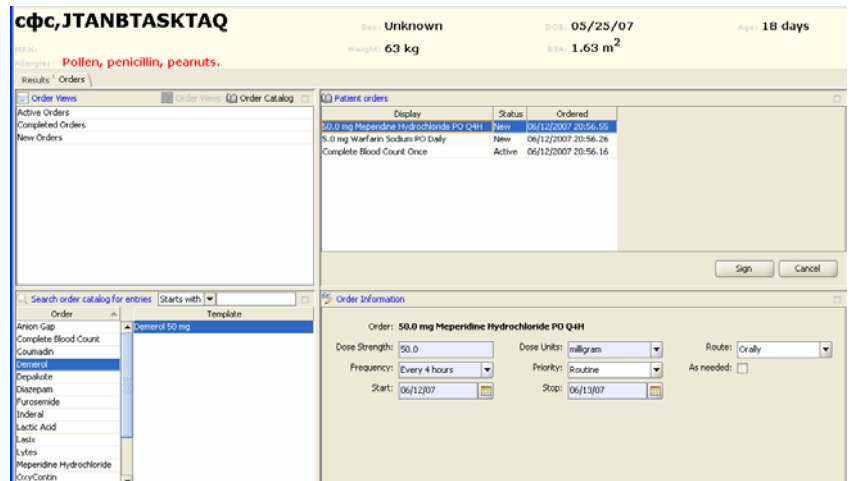 сфс,JTANBTASKTAQ
Sex: Unknown
DOB: 05/25/07
Age: 18 days
MRN:
Weight: 63 kg
BSA: 1.63 m2
Allergies: Pollen, penicillin, peanuts.
Results Orders
Order Views Order Views Order Catalog
Active Orders
Completed Orders
New Orders
Patient orders
Display Status Ordered
50.0 mg Meperidine Hydrochloride PO Q4H New 06/12/2007 20:56.55
5.0 mg Warfarin Sodium PO Daily New 06/12/2007 20:56.26
Complete Blood Count Once Active 06/12/2007 20:56.16
Sign Cancel
Search order catalog for entries Starts with
Order Template
Anion Gap Demerol 50 mg
Complete Blood Count
Coumadin
Demerol
Depakote
Diazepam
Furosemide
Inderal
Lactic Acid
Lasix
Lytes
Meperidine Hydrochloride
OxyContin
Order Information
Order: 50.0 mg Meperidine Hydrochloride PO Q4H
Dose Strength: 50.0 Dose Units: milligram Route: Orally
Frequency: Every 4 hours Priority: Routine As needed:
Start: 06/12/07 Stop: 06/13/07